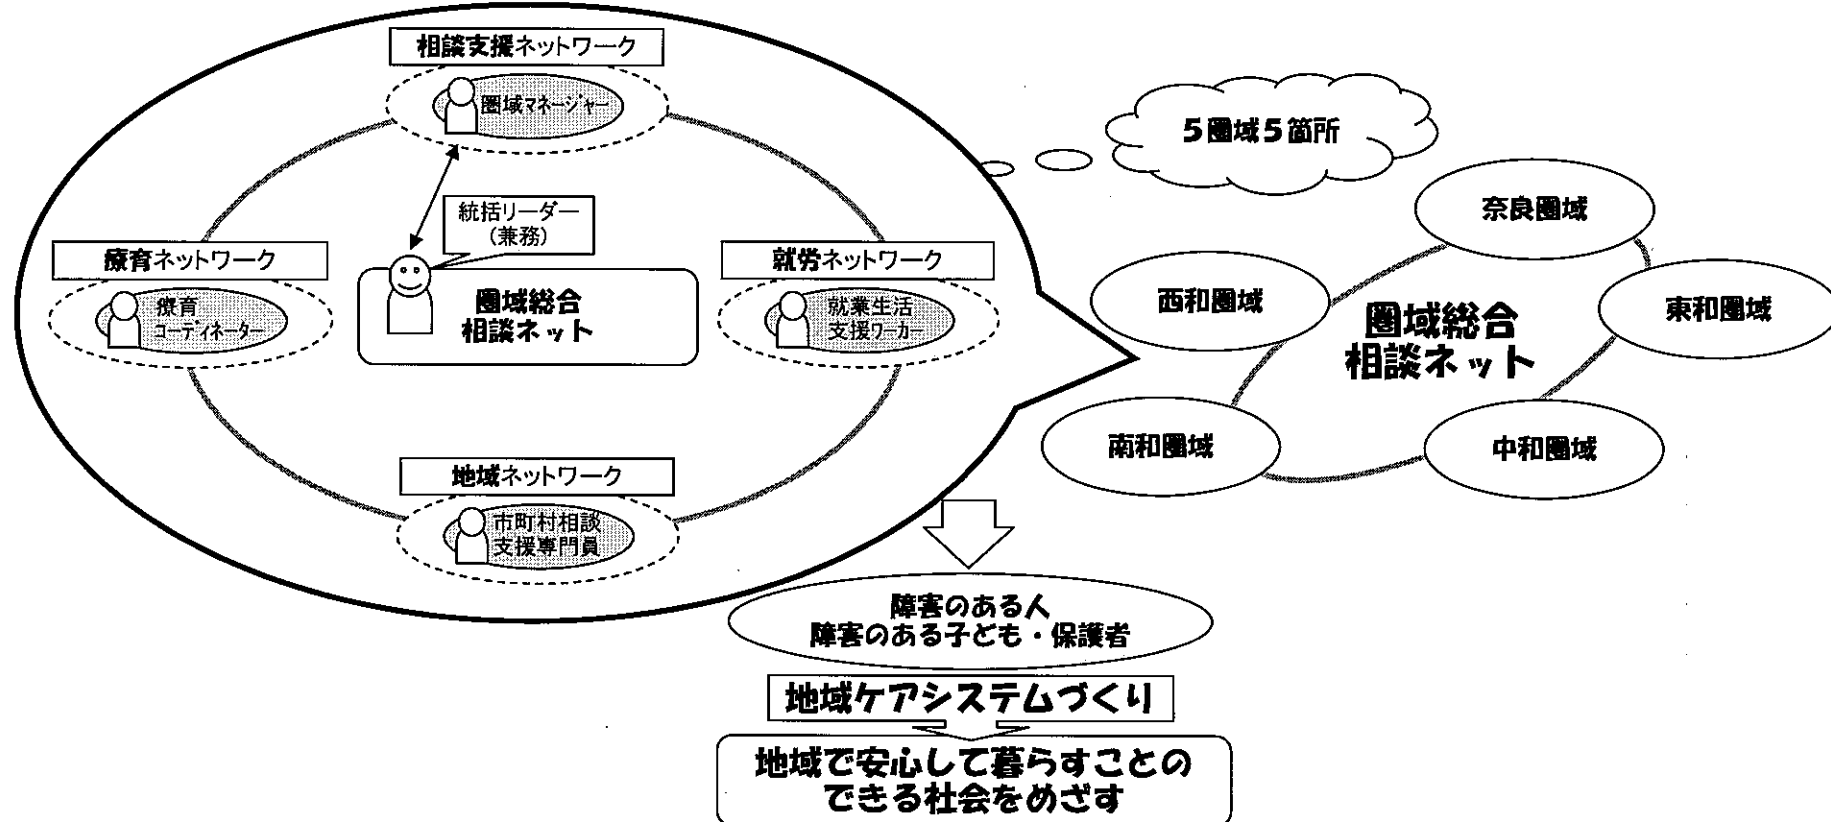 相談支援ネットワーク
圏域マネージャー
統括リーダー
(兼務)
療育ネットワーク
療育
コーディネーター
圏域総合
相談ネット
就労ネットワーク
就業生活
支援ワーカー
地域ネットワーク
市町村相談
支援専門員
5圏域5箇所
奈良圏域
西和圏域
東和圏域
圏域総合
相談ネット
南和圏域
中和圏域
障害のある人
障害のある子ども・保護者
地域ケアシステムづくり
地域で安心して暮らすことの
できる社会をめざす